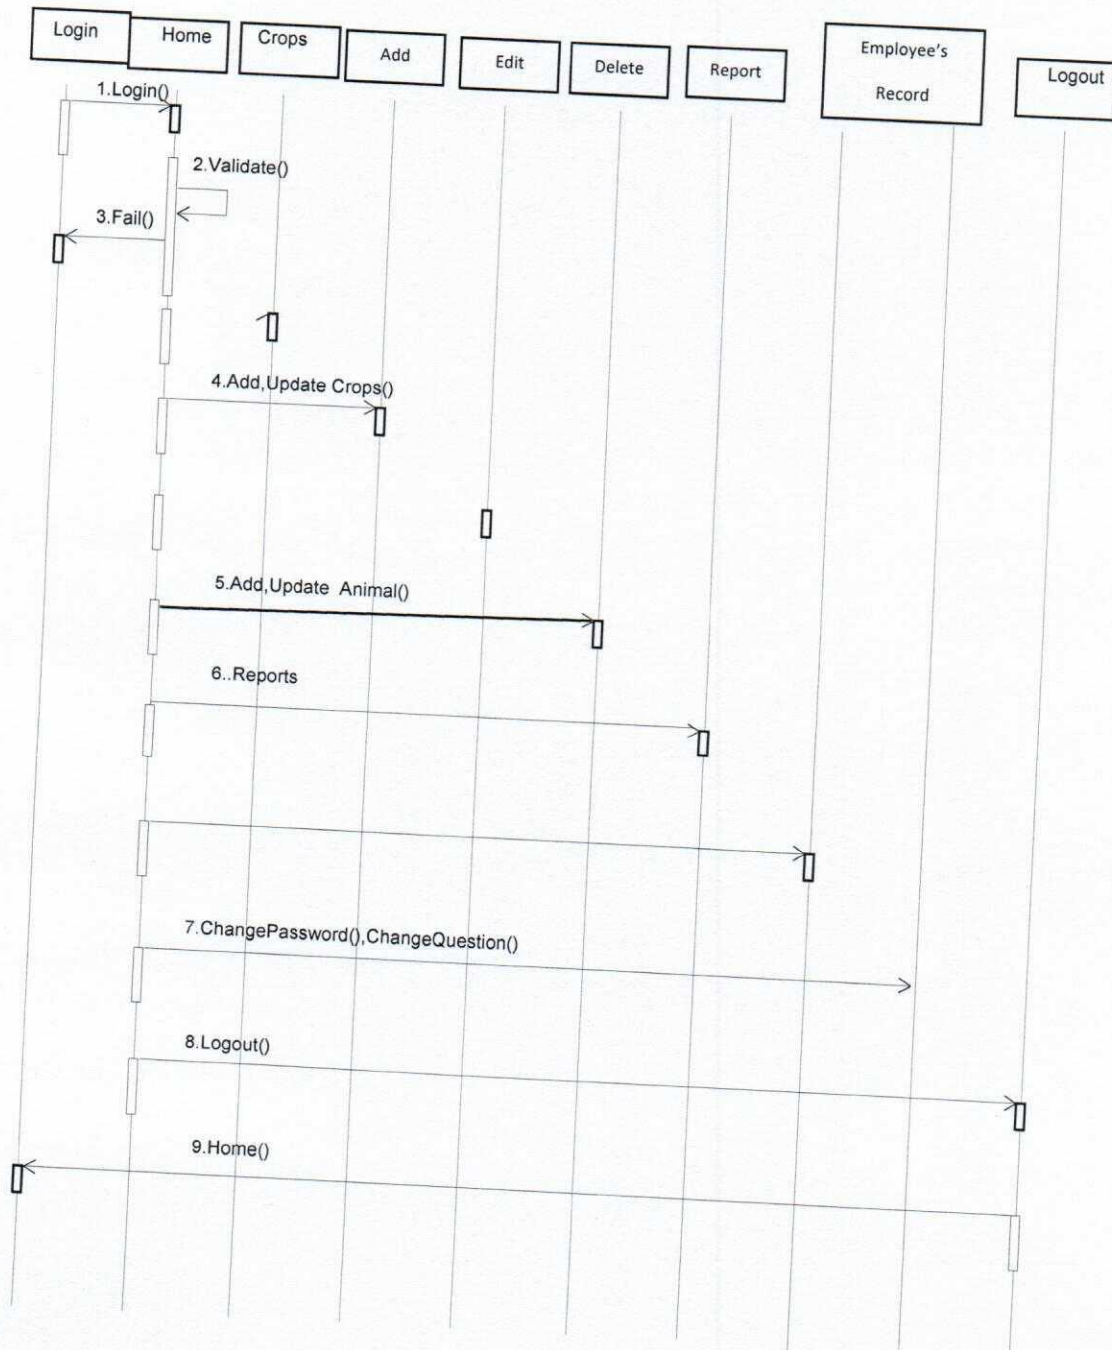 Login
Home
Crops
Add
Edit
Delete
Report
Employee's
Record
Logout
1.Login()
2.Validate()
3.Fail()
4.Add,Update Crops()
5.Add,Update Animal()
6..Reports
7.ChangePassword(),ChangeQuestion()
8.Logout()
9.Home()